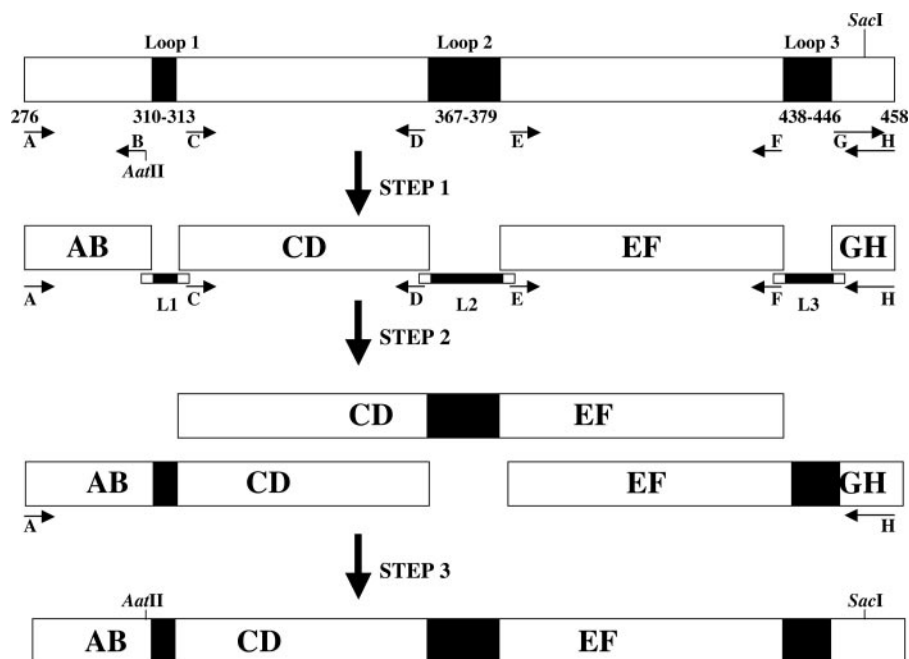 SacI
Loop 1 Loop 2 Loop 3
276 310-313 367-379 438-446 458
A B C D E F G H
AatII
STEP 1
AB CD EF GH
A L1 C D L2 E F L3 H
STEP 2
CD EF
AB CD EF GH
A H
STEP 3
AatII SacI
AB CD EF